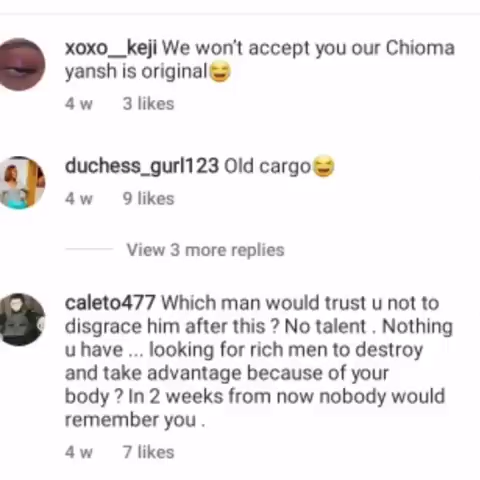 xoxo__keji We won't accept you our Chioma
yansh is original😂
4 w 3 likes
duchess_gurl123 Old cargo😂
4 w 9 likes
View 3 more replies
caleto477 Which man would trust u not to
disgrace him after this ? No talent . Nothing
u have ... looking for rich men to destroy
and take advantage because of your
body ? In 2 weeks from now nobody would
remember you .
4 w 7 likes